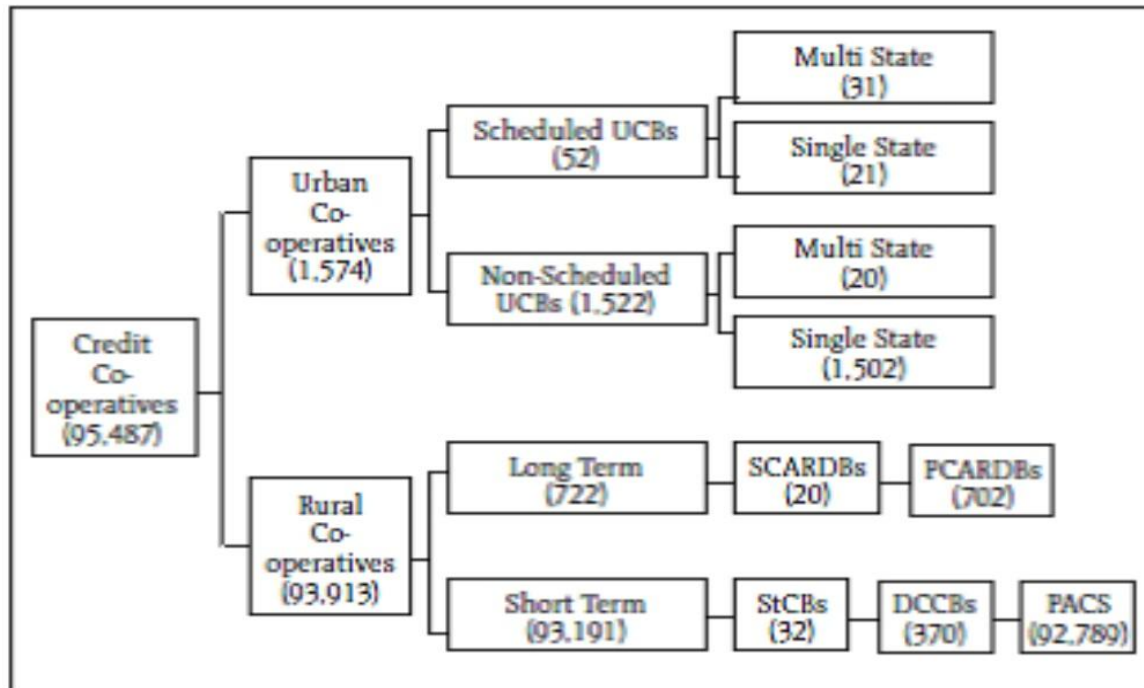 Credit
Co-
operatives
(95,487)
Urban
Co-
operatives
(1,574)
Scheduled UCBs
(52)
Multi State
(31)
Single State
(21)
Non-Scheduled
UCBs (1,522)
Multi State
(20)
Single State
(1,502)
Rural
Co-
operatives
(93,913)
Long Term
(722)
SCARDBs
(20)
PCARDBs
(702)
Short Term
(93,191)
StCBs
(32)
DCCBs
(370)
PACS
(92,789)